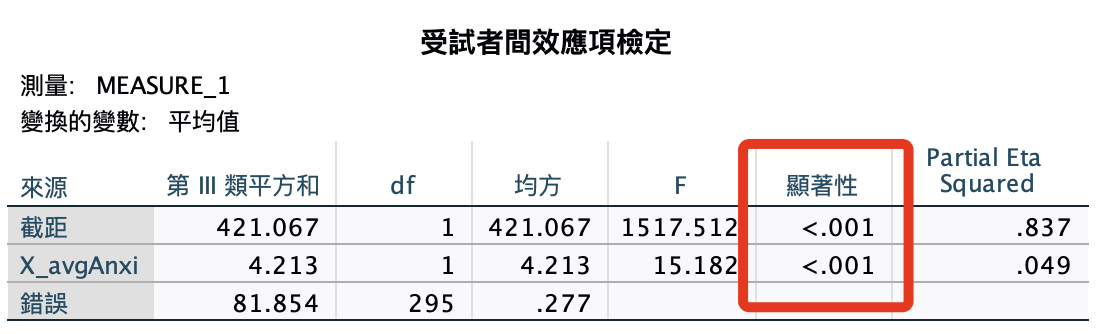 受試者間效應項檢定
測量: MEASURE_1
變換的變數: 平均值
來源 第 III 類平方和 df 均方 F 顯著性 Partial Eta Squared
截距 421.067 1 421.067 1517.512 <.001 .837
X_avgAnxi 4.213 1 4.213 15.182 <.001 .049
錯誤 81.854 295 .277